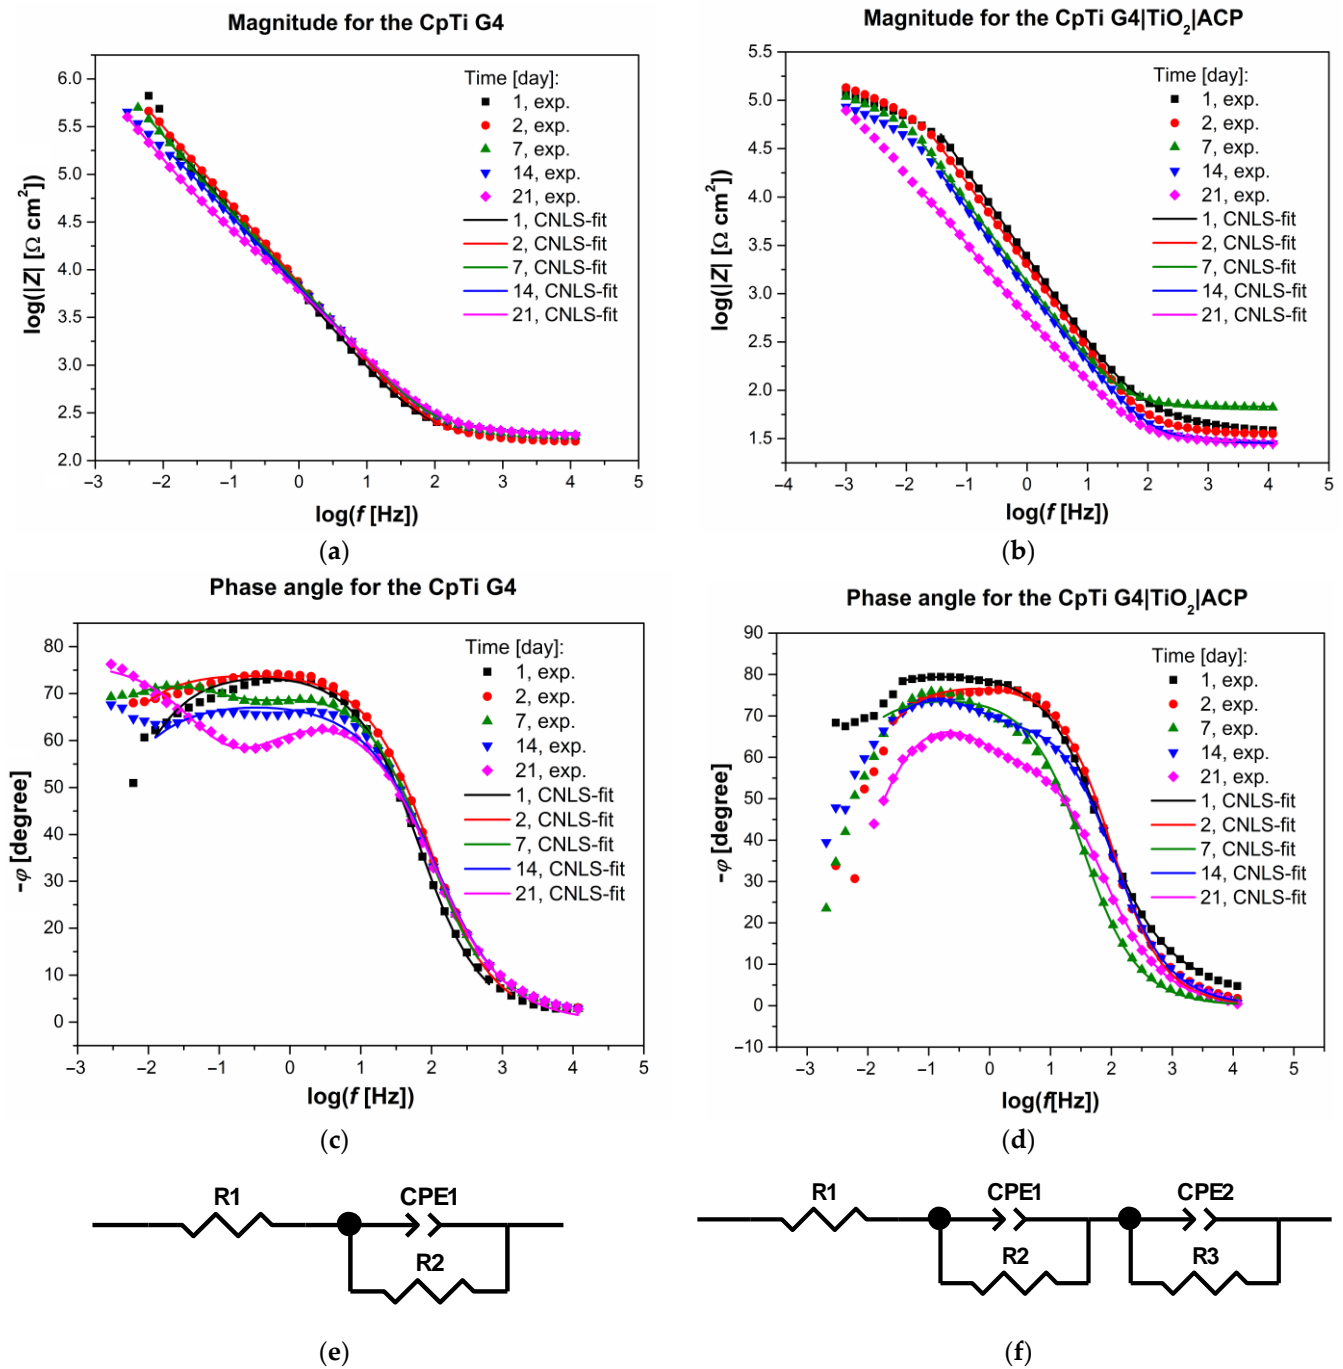 Magnitude for the CpTi G4
6.0
5.5
5.0
4.5
4.0
3.5
3.0
2.5
2.0
log(|Z| [Ω cm²])
Time [day]:
1, exp.
2, exp.
7, exp.
14, exp.
21, exp.
1, CNLS-fit
2, CNLS-fit
7, CNLS-fit
14, CNLS-fit
21, CNLS-fit
−3 −2 −1 0 1 2 3 4 5
log(f [Hz])
(a)
Magnitude for the CpTi G4|TiO₂|ACP
5.5
5.0
4.5
4.0
3.5
3.0
2.5
2.0
1.5
log(|Z| [Ω cm²])
Time [day]:
1, exp.
2, exp.
7, exp.
14, exp.
21, exp.
1, CNLS-fit
2, CNLS-fit
7, CNLS-fit
14, CNLS-fit
21, CNLS-fit
−4 −3 −2 −1 0 1 2 3 4 5
log(f [Hz])
(b)
Phase angle for the CpTi G4
80
70
60
50
40
30
20
10
0
-φ [degree]
Time [day]:
1, exp.
2, exp.
7, exp.
14, exp.
21, exp.
1, CNLS-fit
2, CNLS-fit
7, CNLS-fit
14, CNLS-fit
21, CNLS-fit
−3 −2 −1 0 1 2 3 4 5
log(f [Hz])
(c)
Phase angle for the CpTi G4|TiO₂|ACP
90
80
70
60
50
40
30
20
10
0
−10
-φ [degree]
Time [day]:
1, exp.
2, exp.
7, exp.
14, exp.
21, exp.
1, CNLS-fit
2, CNLS-fit
7, CNLS-fit
14, CNLS-fit
21, CNLS-fit
−3 −2 −1 0 1 2 3 4 5
log(f[Hz])
(d)
R1 CPE1
R2
(e)
R1 CPE1 CPE2
R2 R3
(f)